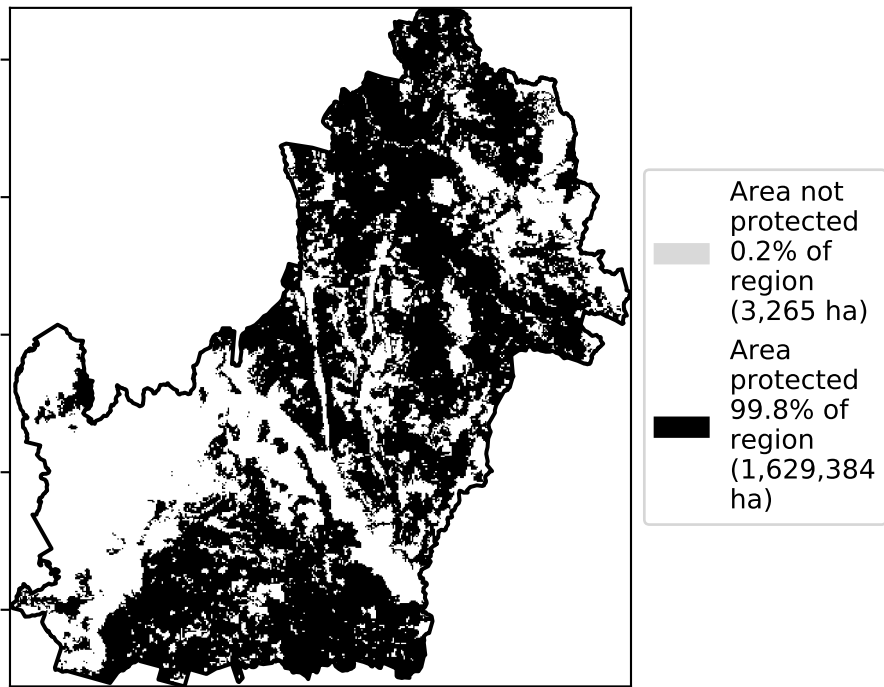 Area not
protected
0.2% of
region
(3,265 ha)
Area
protected
99.8% of
region
(1,629,384
ha)